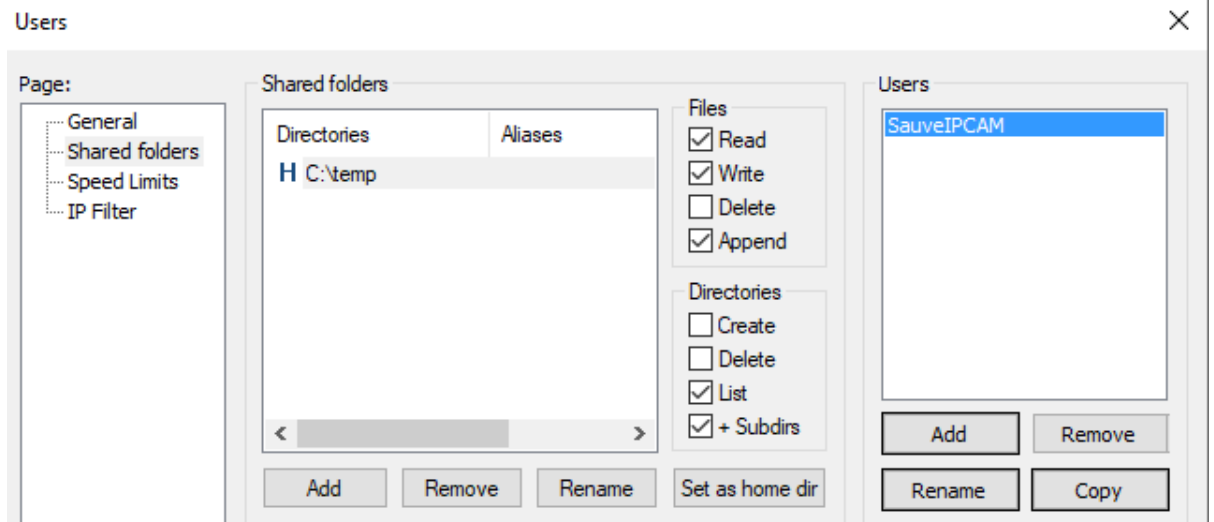 Users
Page:
General
Shared folders
Speed Limits
IP Filter
Shared folders
Directories Aliases
H C:\temp
Files
Read
Write
Delete
Append
Directories
Create
Delete
List
+ Subdirs
Add Remove Rename Set as home dir
Users
SauveIPCAM
Add Remove
Rename Copy